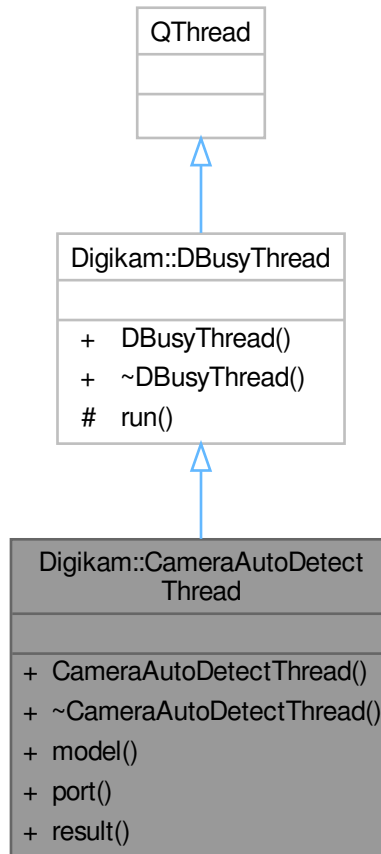 QThread
Digikam::DBusyThread
+ DBusyThread()
+ ~DBusyThread()
# run()
Digikam::CameraAutoDetect
Thread
+ CameraAutoDetectThread()
+ ~CameraAutoDetectThread()
+ model()
+ port()
+ result()